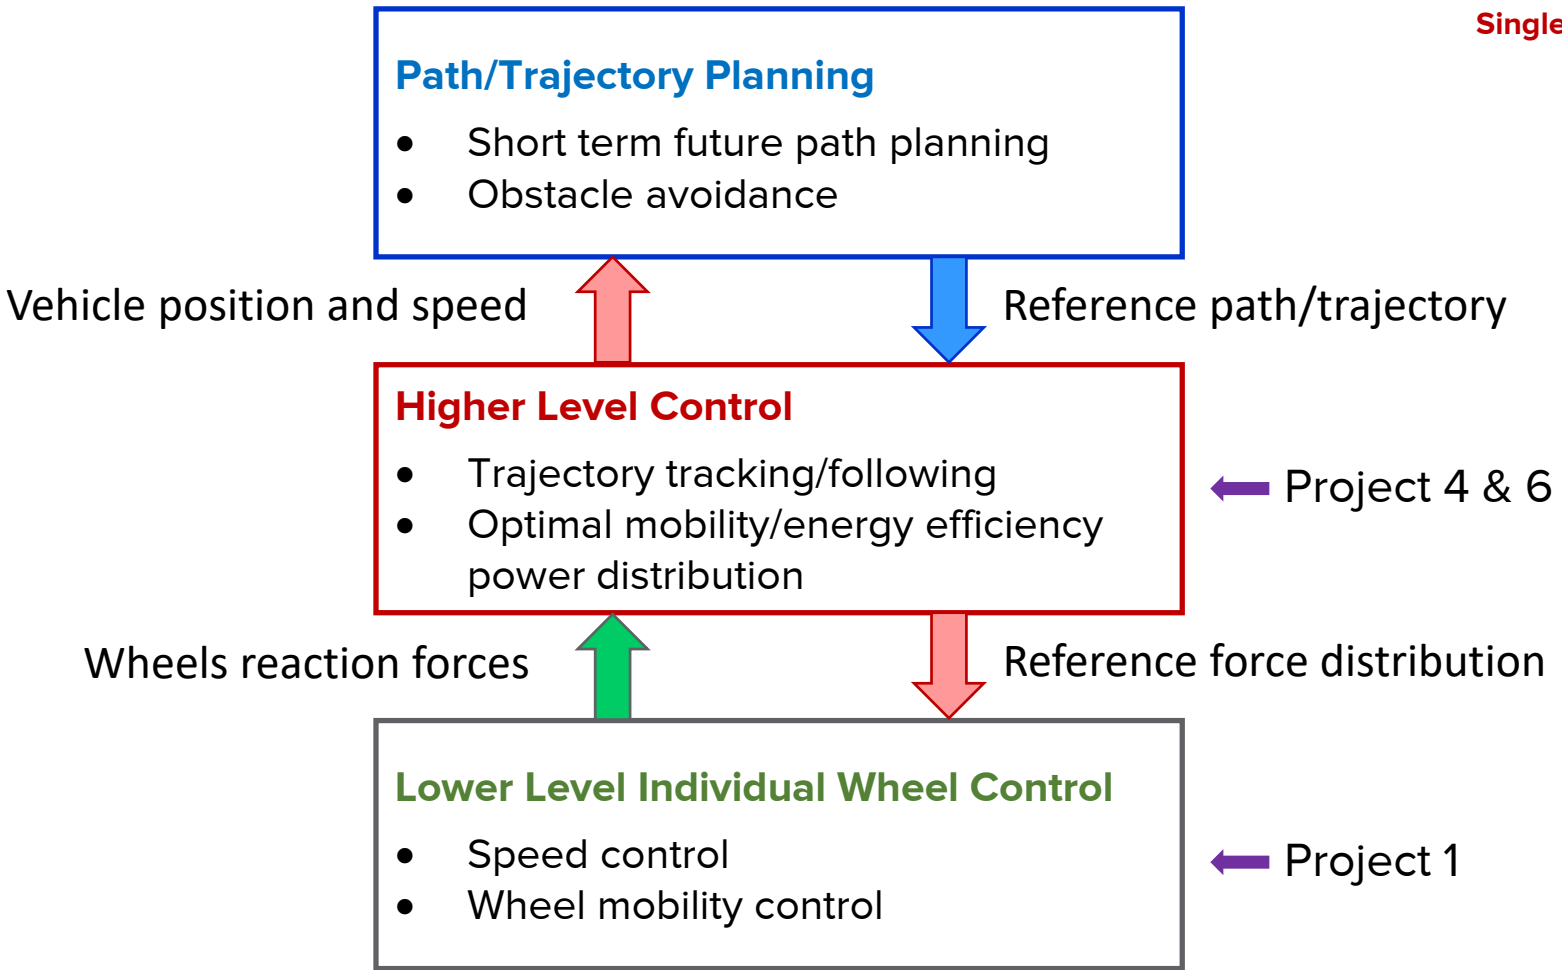 Single
Path/Trajectory Planning
• Short term future path planning
• Obstacle avoidance
Vehicle position and speed
Reference path/trajectory
Higher Level Control
• Trajectory tracking/following
• Optimal mobility/energy efficiency
power distribution
Project 4 & 6
Wheels reaction forces
Reference force distribution
Lower Level Individual Wheel Control
• Speed control
• Wheel mobility control
Project 1